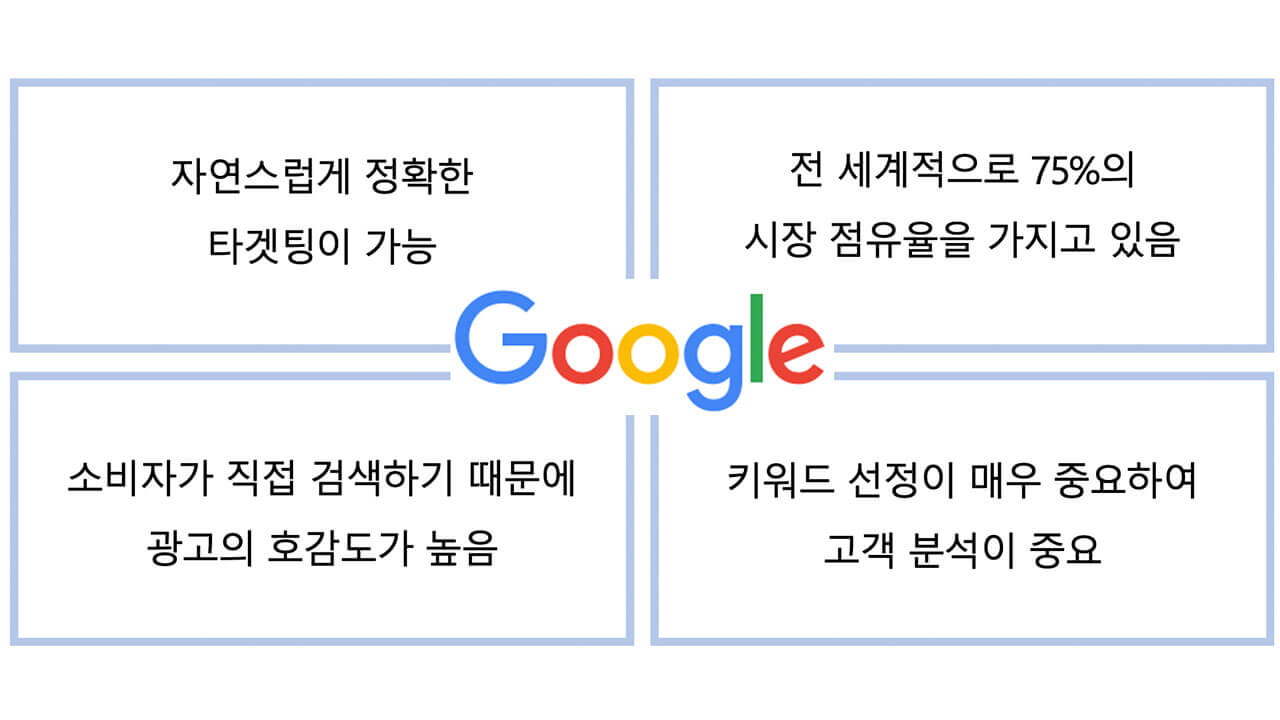 자연스럽게 정확한
타겟팅이 가능
전 세계적으로 75%의
시장 점유율을 가지고 있음
Google
소비자가 직접 검색하기 때문에
광고의 호감도가 높음
키워드 선정이 매우 중요하여
고객 분석이 중요